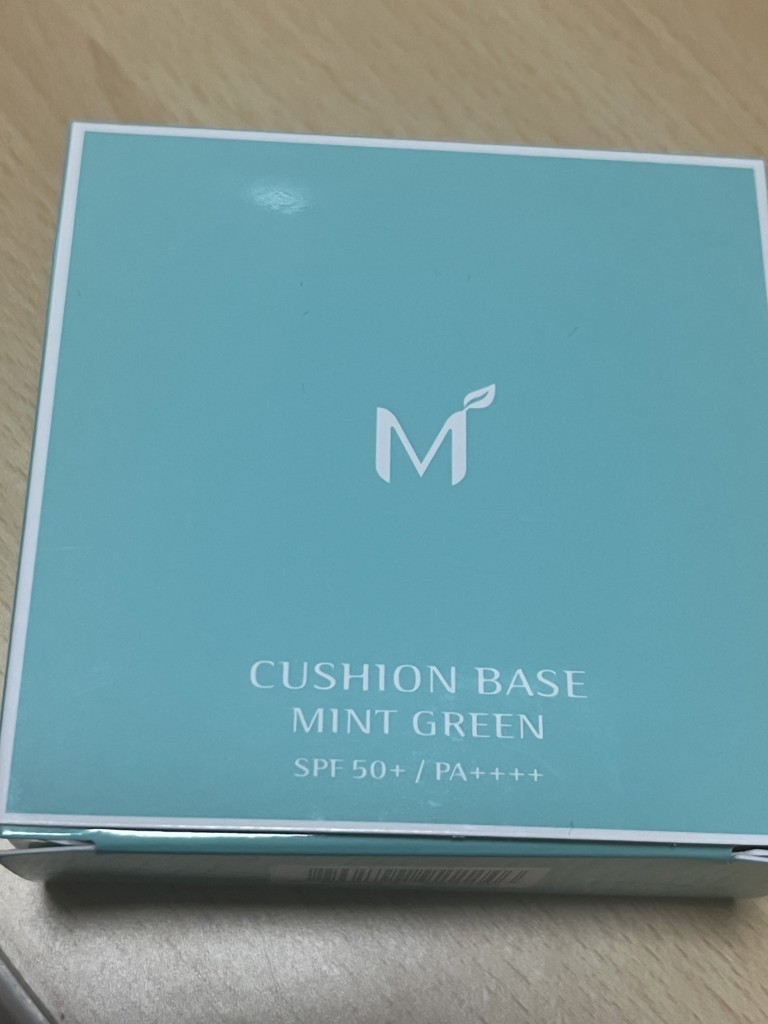 M
CUSHION BASE
MINT GREEN
SPF 50+ / PA++++